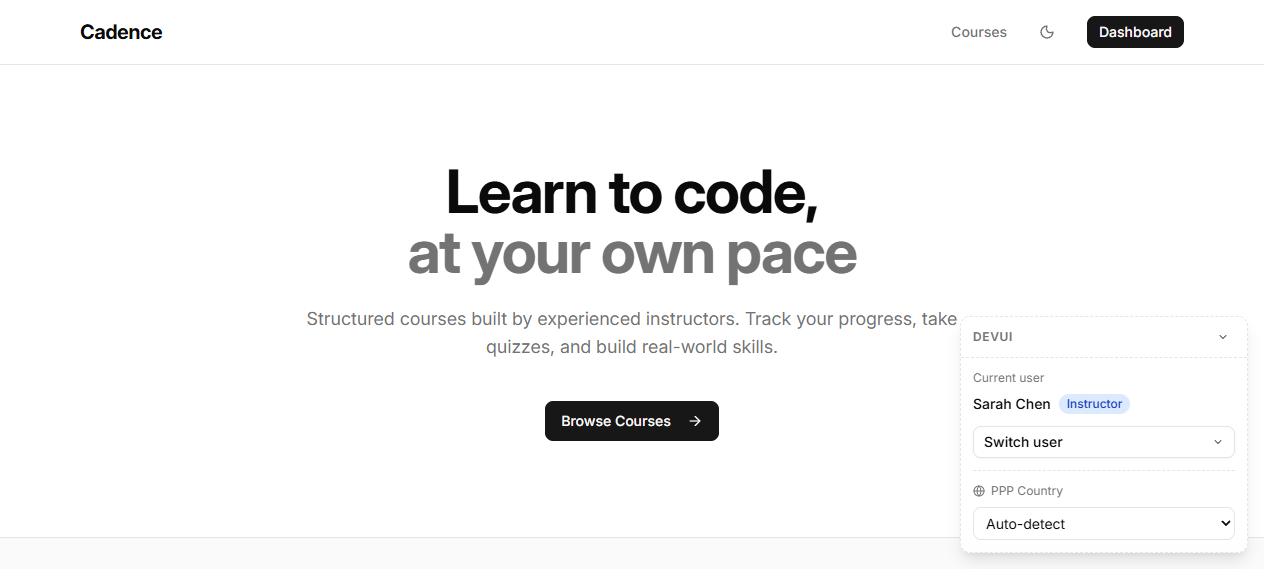 Cadence
Courses
Dashboard
Learn to code,
at your own pace
Structured courses built by experienced instructors. Track your progress, take
quizzes, and build real-world skills.
Browse Courses
DEVUI
Current user
Sarah Chen Instructor
Switch user
PPP Country
Auto-detect